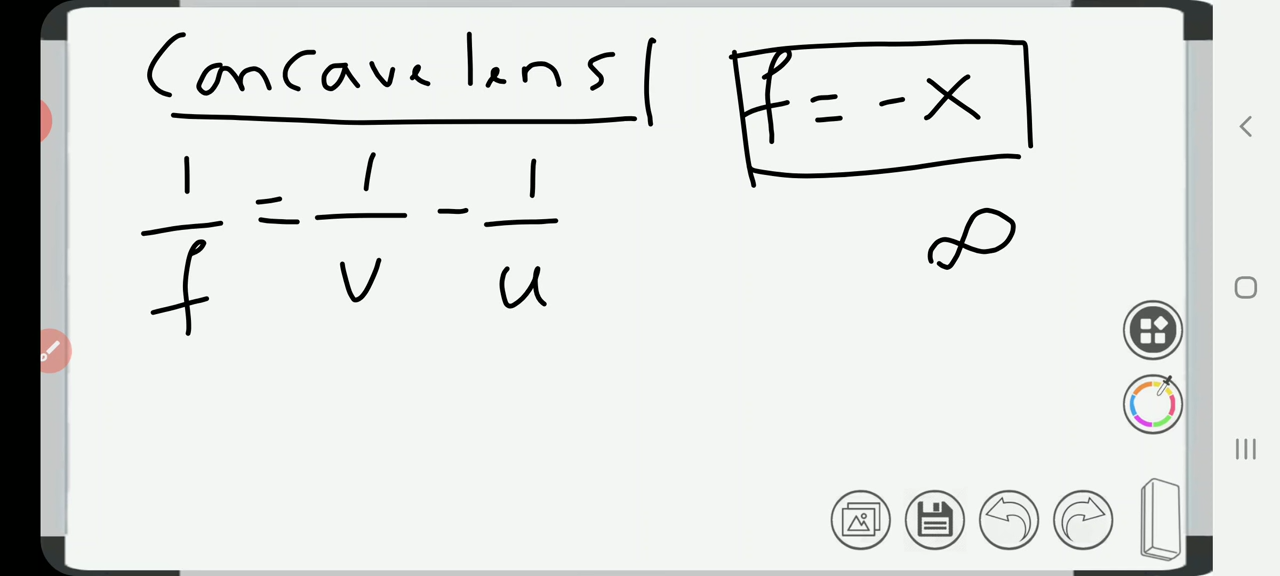 Concave lens
f = - x
1/f = 1/v - 1/u
∞